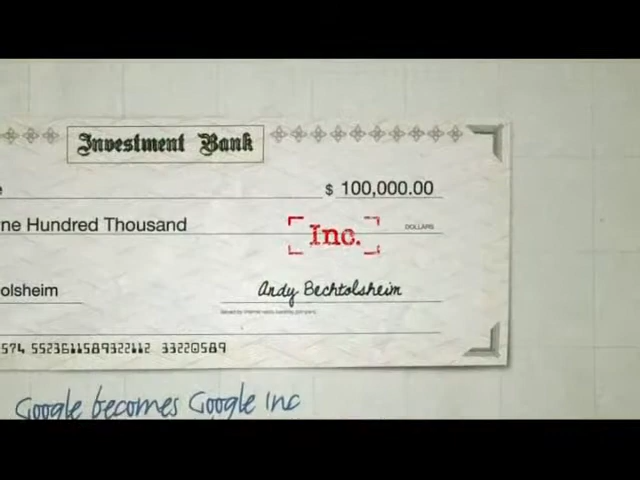 Investment Bank
e $ 100,000.00
ne Hundred Thousand Inc. DOLLARS
olsheim Andy Bechtolsheim
574 5523611589322112 33220589
Google becomes Google Inc